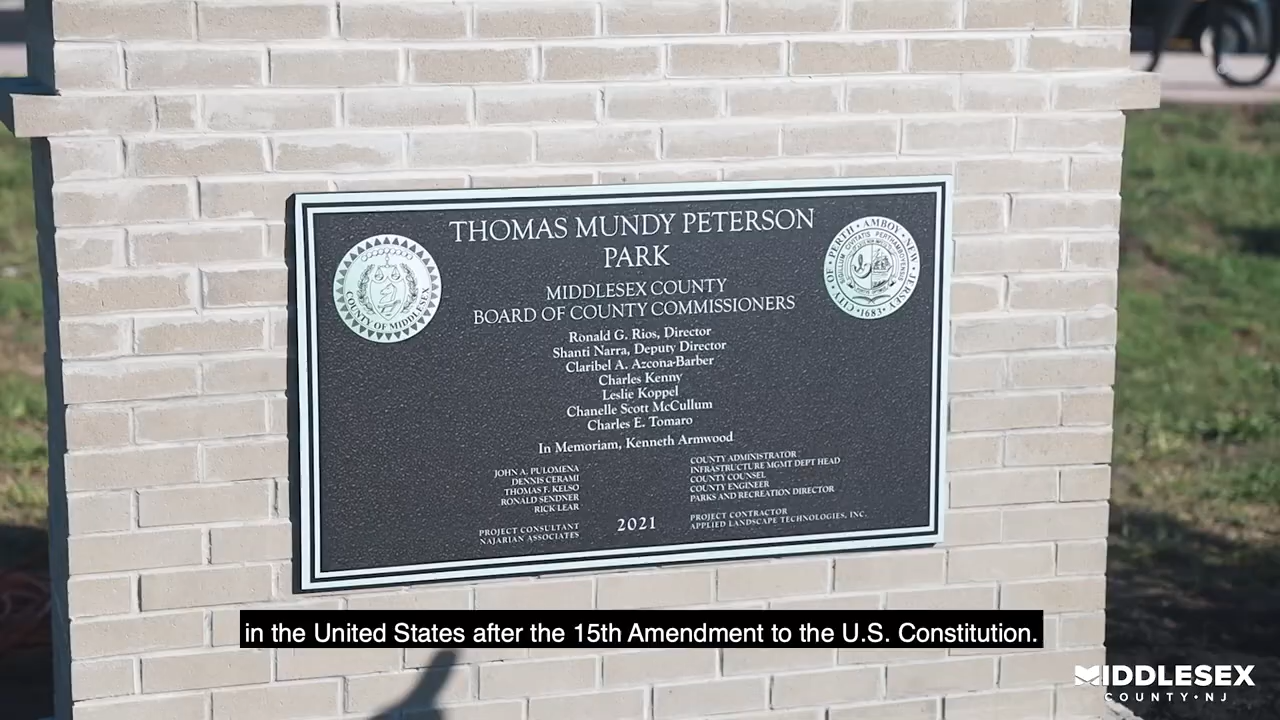 THOMAS MUNDY PETERSON
PARK
COUNTY OF MIDDLESEX
CITY OF PERTH AMBOY NEW JERSEY
1683
MIDDLESEX COUNTY
BOARD OF COUNTY COMMISSIONERS
Ronald G. Rios, Director
Shanti Narra, Deputy Director
Claribel A. Azcona-Barber
Charles Kenny
Leslie Koppel
Chanelle Scott McCullum
Charles E. Tomaro
In Memoriam, Kenneth Armwood
JOHN A. PULOMENA COUNTY ADMINISTRATOR
DENNIS CERAMI INFRASTRUCTURE MGMT DEPT HEAD
THOMAS F. KELSO COUNTY COUNSEL
RONALD SENDNER COUNTY ENGINEER
RICK LEAR PARKS AND RECREATION DIRECTOR
PROJECT CONSULTANT
NAJARIAN ASSOCIATES
2021
PROJECT CONTRACTOR
APPLIED LANDSCAPE TECHNOLOGIES, INC.
in the United States after the 15th Amendment to the U.S. Constitution.
MIDDLESEX
COUNTY•NJ